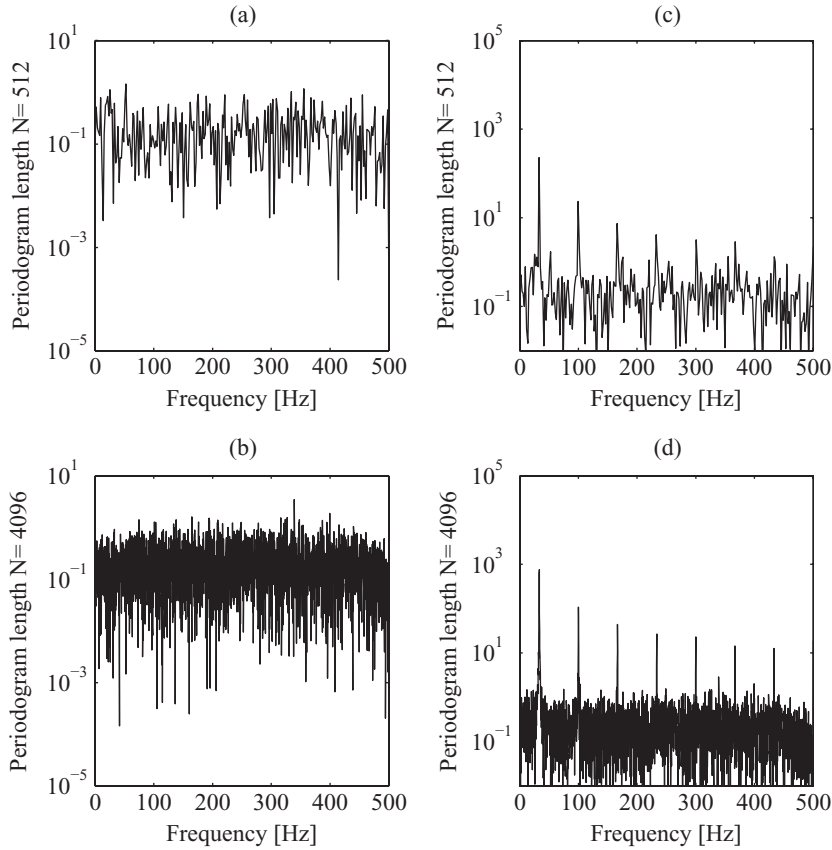 (a)
10^1
10^−1
10^−3
10^−5
0 100 200 300 400 500
Frequency [Hz]
Periodogram length N= 512
(c)
10^5
10^3
10^1
10^−1
0 100 200 300 400 500
Frequency [Hz]
Periodogram length N= 512
(b)
10^1
10^−1
10^−3
10^−5
0 100 200 300 400 500
Frequency [Hz]
Periodogram length N= 4096
(d)
10^5
10^3
10^1
10^−1
0 100 200 300 400 500
Frequency [Hz]
Periodogram length N= 4096